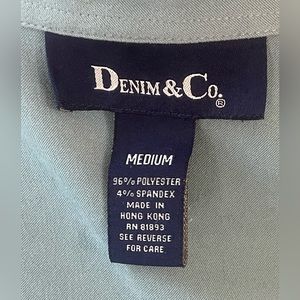 DENIM & CO.®
MEDIUM
96% POLYESTER
4% SPANDEX
MADE IN
HONG KONG
RN 81893
SEE REVERSE
FOR CARE